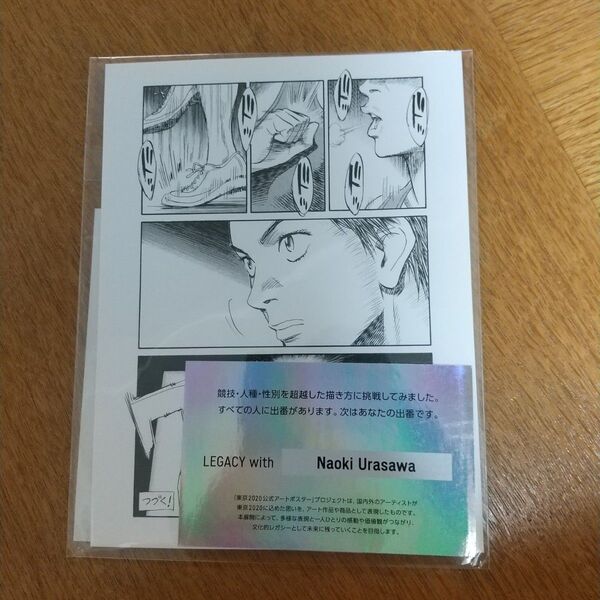 競技・人種・性別を超越した描き方に挑戦してみました。
すべての人に出番があります。次はあなたの出番です。
LEGACY with Naoki Urasawa
「東京2020公式アートポスター」プロジェクトは、国内外のアーティストが
東京2020に込めた思いを、アート作品や商品として表現したものです。
本展開によって、多様な表現と一人ひとりの感動や価値観がつながり、
文化的レガシーとして未来に残っていくことを目指します。
つづく!